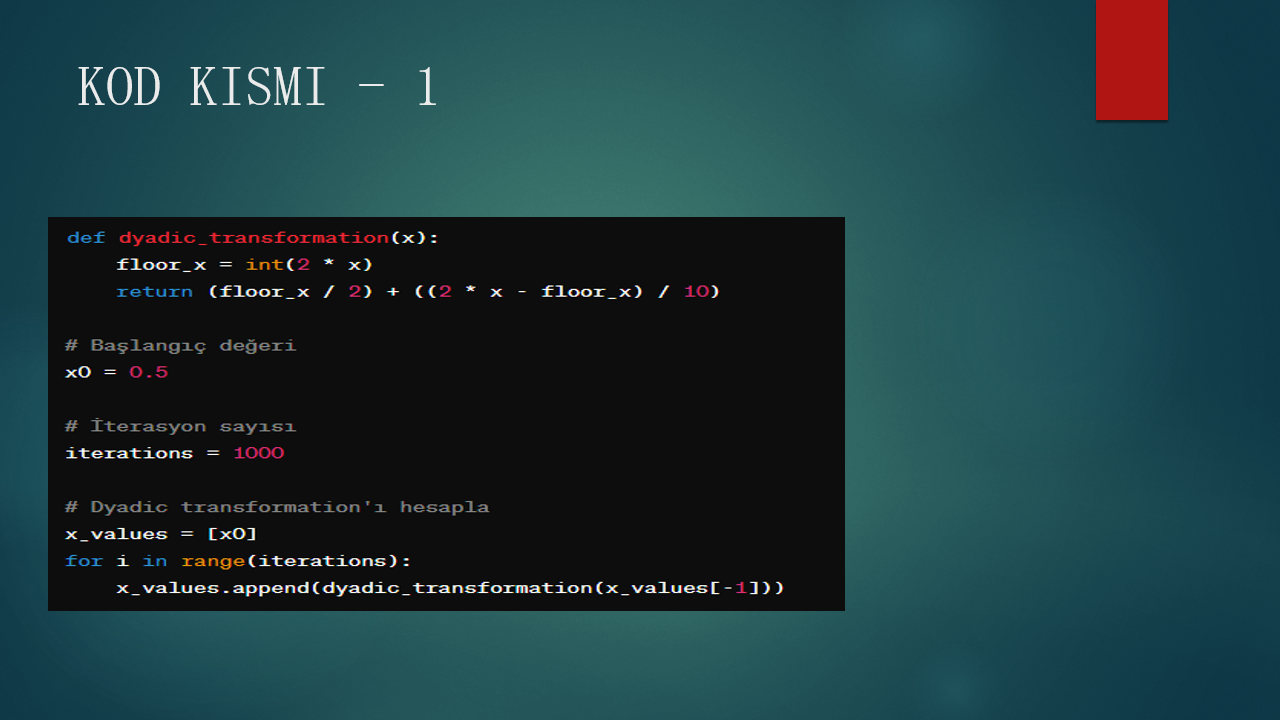 KOD KISMI - 1
def dyadic_transformation(x):
    floor_x = int(2 * x)
    return (floor_x / 2) + ((2 * x - floor_x) / 10)
# Başlangıç değeri
x0 = 0.5
# İterasyon sayısı
iterations = 1000
# Dyadic transformation'ı hesapla
x_values = [x0]
for i in range(iterations):
    x_values.append(dyadic_transformation(x_values[-1]))